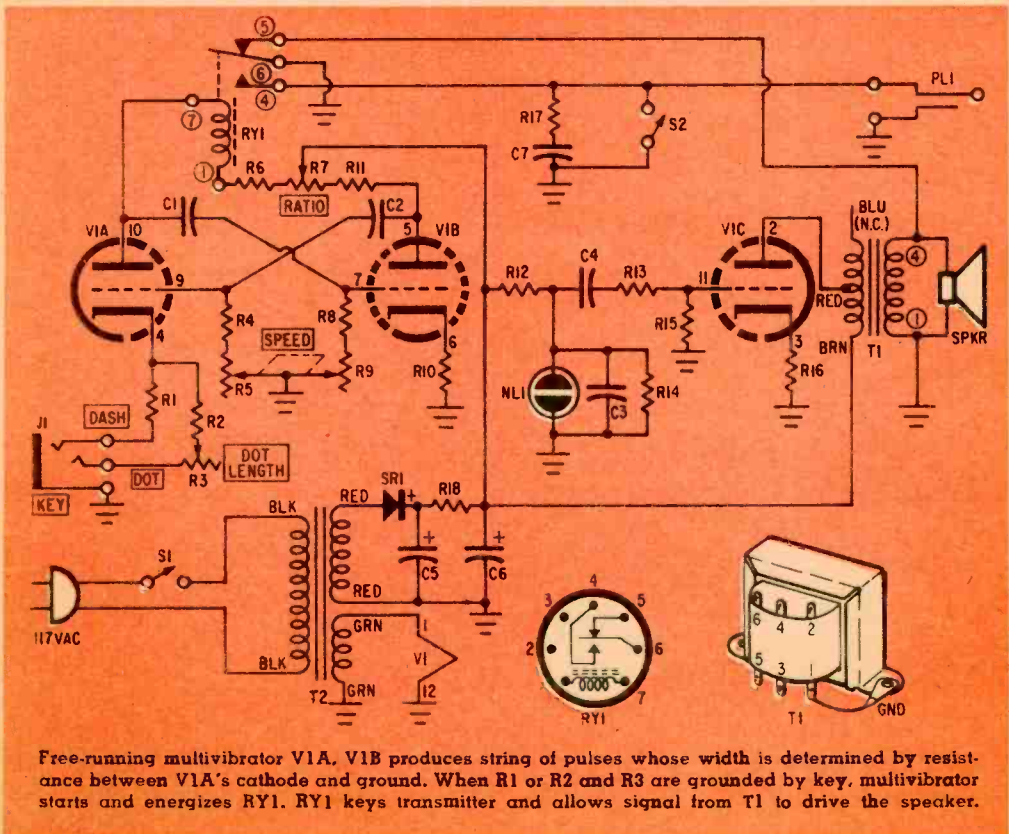 ⑤
⑥
④
PL1
⑦
RY1
R17
S2
C7
①
R6
R7
R11
RATIO
C1
C2
BLU
(N.C.)
V1A
10
5
V1B
V1C
2
④
9
7
R12
C4
R13
11
RED
R4
R8
R15
①
4
SPEED
6
3
BRN
T1
SPKR
R5
R9
R10
R16
NL1
C3
R14
R1
R2
J1
DASH
DOT
LENGTH
DOT
R3
KEY
SR1
RED
+
R18
BLK
S1
+
+
C5
C6
RED
117VAC
GRN
1
V1
BLK
T2
GRN
12
4
3
5
2
6
1
7
RY1
6
4
2
5
3
1
T1
GND
Free-running multivibrator V1A, V1B produces string of pulses whose width is determined by resist-
ance between V1A's cathode and ground. When R1 or R2 and R3 are grounded by key, multivibrator
starts and energizes RY1. RY1 keys transmitter and allows signal from T1 to drive the speaker.